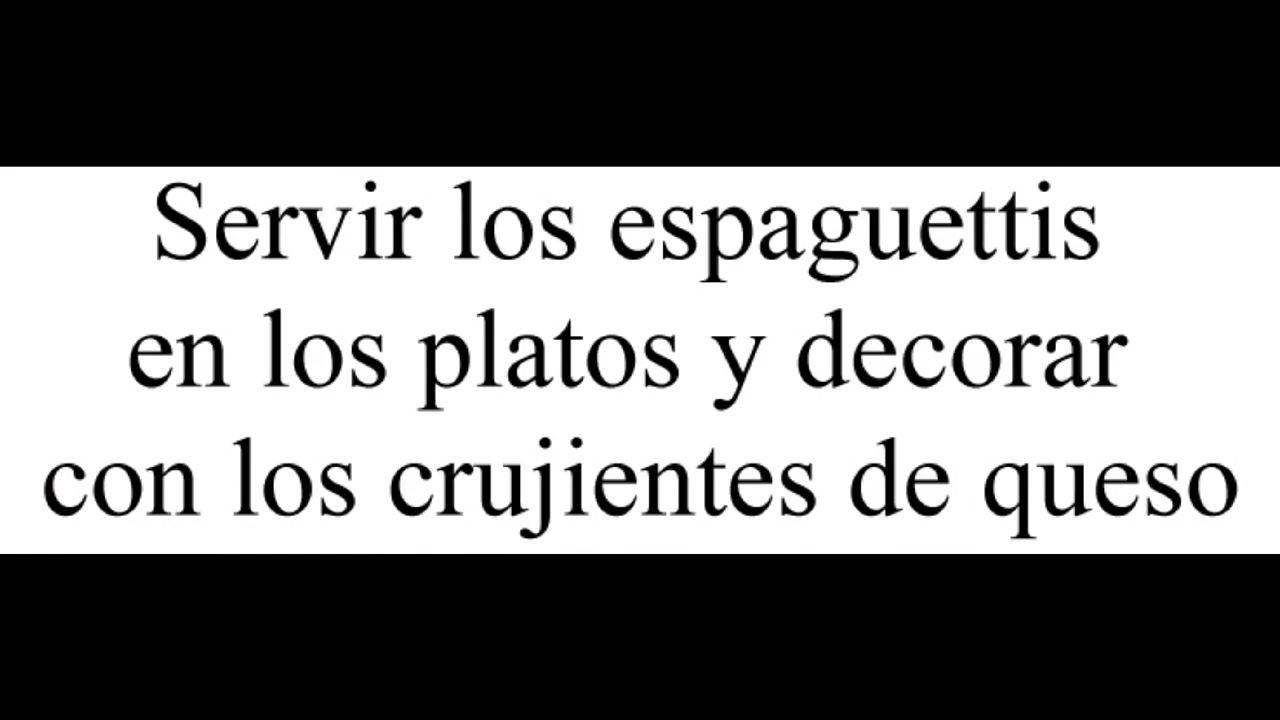 Servir los espaguettis
en los platos y decorar
con los crujientes de queso